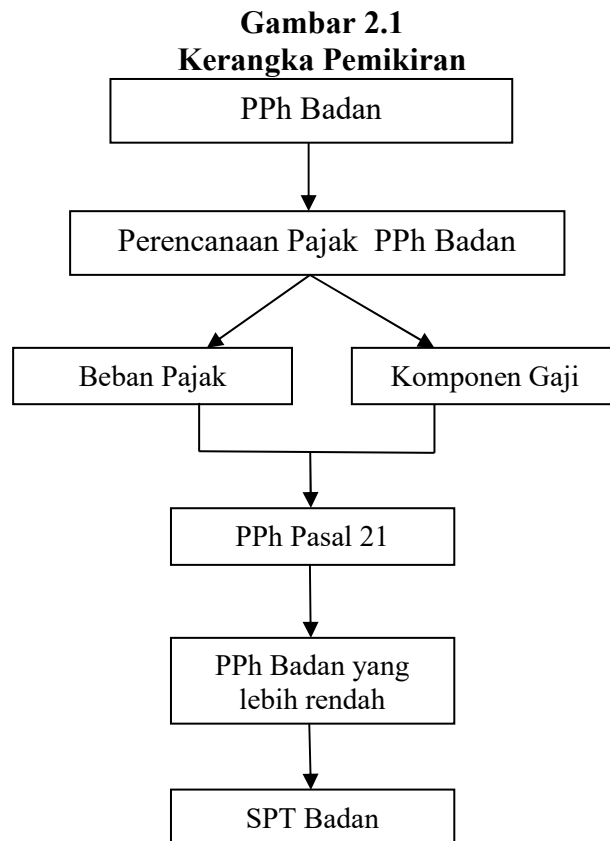 Gambar 2.1
Kerangka Pemikiran
PPh Badan
Perencanaan Pajak PPh Badan
Beban Pajak
Komponen Gaji
PPh Pasal 21
PPh Badan yang
lebih rendah
SPT Badan